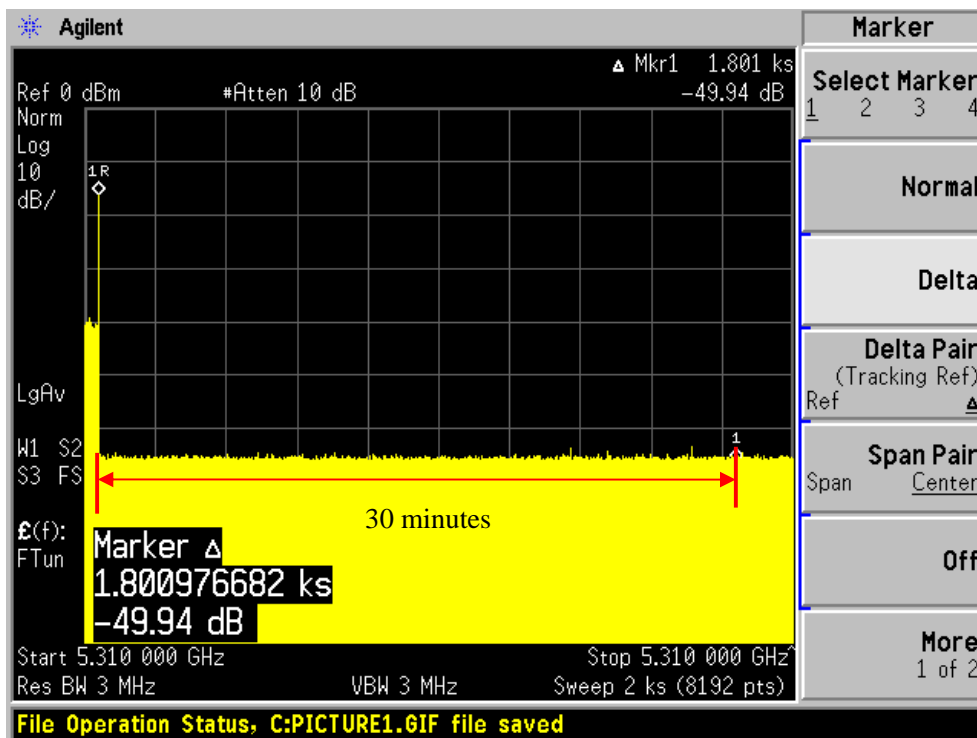 Agilent
Marker
Δ Mkr1 1.801 ks
Ref 0 dBm #Atten 10 dB -49.94 dB
Norm
Log
10
dB/
1R
LgAv
W1 S2
S3 FS
£(f):
FTun
1
30 minutes
Marker Δ
1.800976682 ks
-49.94 dB
Start 5.310 000 GHz Stop 5.310 000 GHz^
Res BW 3 MHz VBW 3 MHz Sweep 2 ks (8192 pts)
File Operation Status, C:PICTURE1.GIF file saved
Select Marker
1 2 3 4
Normal
Delta
Delta Pair
(Tracking Ref)
Ref Δ
Span Pair
Span Center
Off
More
1 of 2